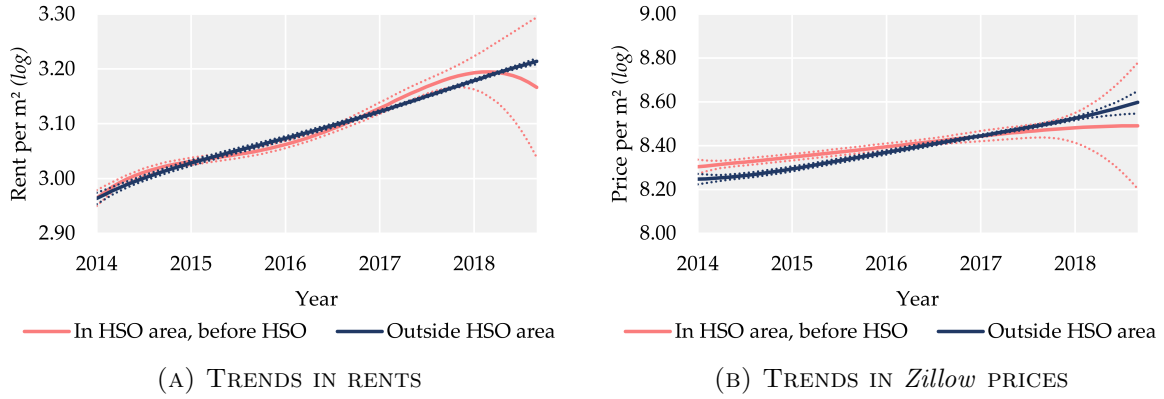 3.30
3.20
3.10
3.00
2.90
Rent per m² (log)
2014 2015 2016 2017 2018
Year
In HSO area, before HSO Outside HSO area
(A) Trends in rents
9.00
8.80
8.60
8.40
8.20
8.00
Price per m² (log)
2014 2015 2016 2017 2018
Year
In HSO area, before HSO Outside HSO area
(B) Trends in Zillow prices